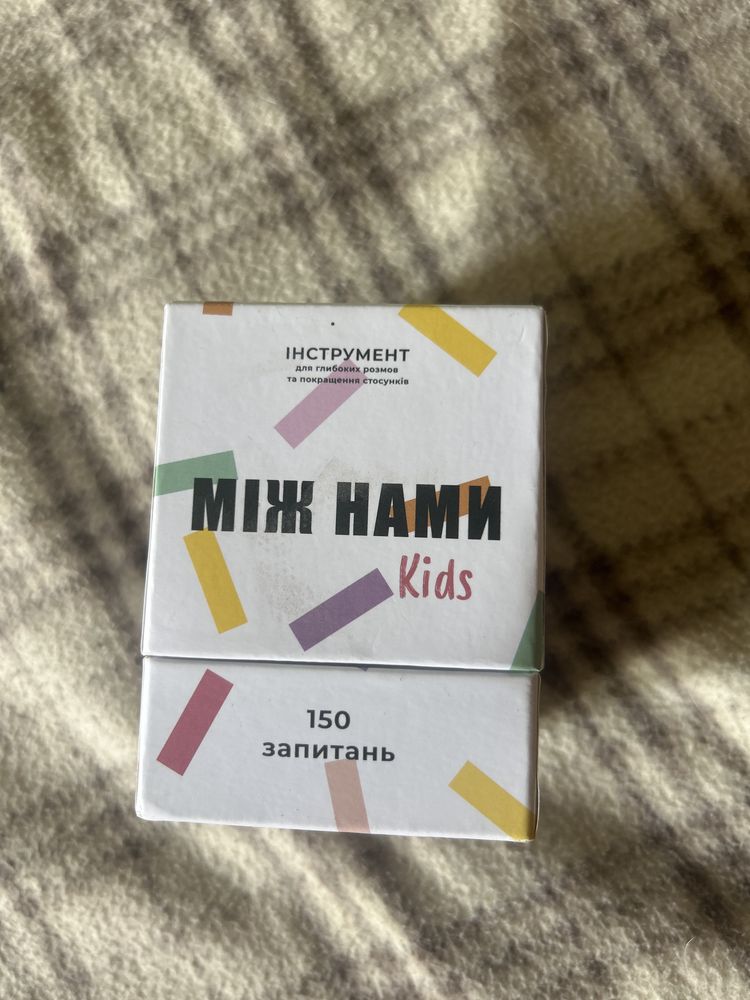 ІНСТРУМЕНТ
для глибоких розмов
та покращення стосунків
МІЖ НАМИ
Kids
150
запитань